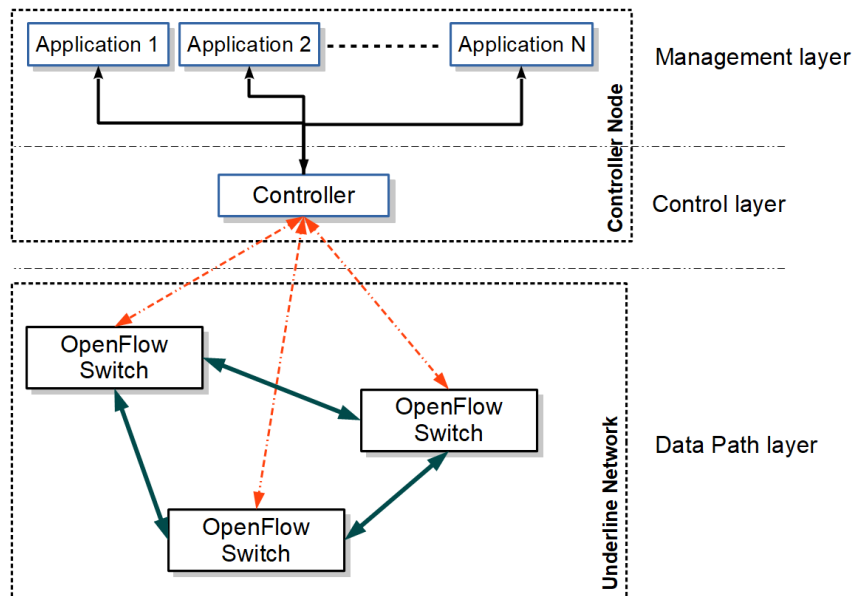 Application 1
Application 2
Application N
Management layer
Controller Node
Controller
Control layer
OpenFlow
Switch
OpenFlow
Switch
Data Path layer
OpenFlow
Switch
Underline Network